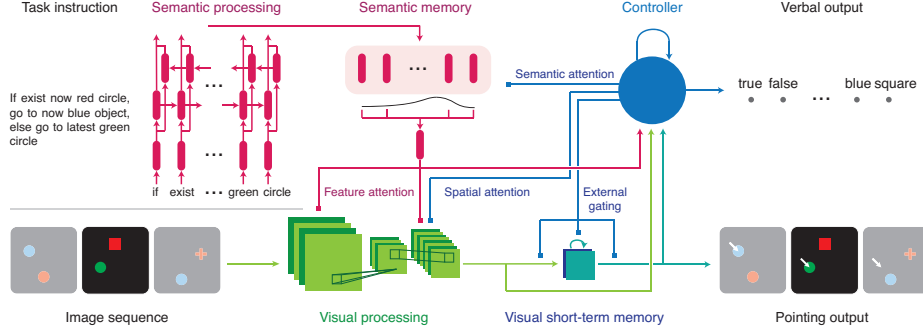 Task instruction
Semantic processing
Semantic memory
Controller
Verbal output
If exist now red circle,
go to now blue object,
else go to latest green
circle
...
...
...
if exist ... green circle
...
Semantic attention
true false ... blue square
Feature attention
Spatial attention
External
gating
Image sequence
Visual processing
Visual short-term memory
Pointing output